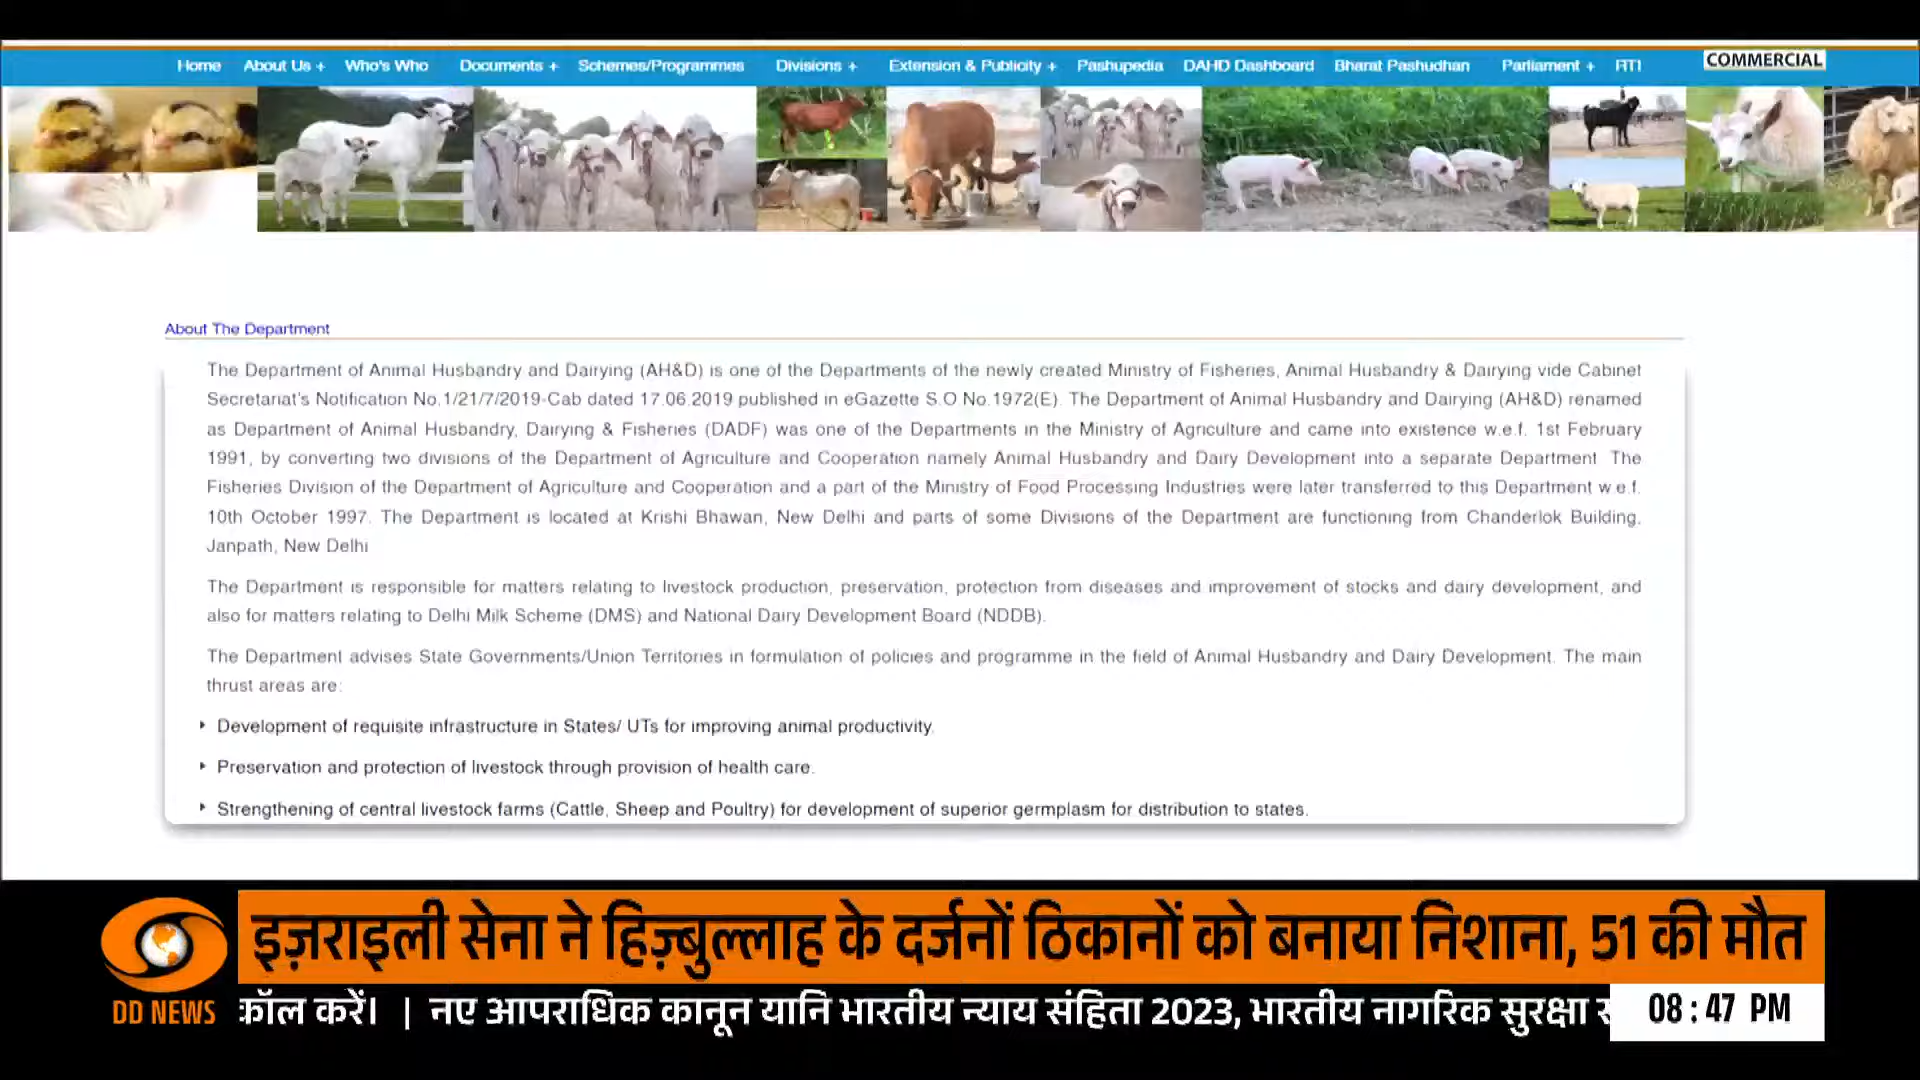 Home About Us + Who's Who Documents + Schemes/Programmes Divisions + Extension & Publicity + Pashupedia DAHD Dashboard Bharat Pashudhan Parliament + RTI COMMERCIAL
About The Department
The Department of Animal Husbandry and Dairying (AH&D) is one of the Departments of the newly created Ministry of Fisheries, Animal Husbandry & Dairying vide Cabinet
Secretariat's Notification No.1/21/7/2019-Cab dated 17.06.2019 published in eGazette S.O No.1972(E). The Department of Animal Husbandry and Dairying (AH&D) renamed
as Department of Animal Husbandry, Dairying & Fisheries (DADF) was one of the Departments in the Ministry of Agriculture and came into existence w.e.f. 1st February
1991, by converting two divisions of the Department of Agriculture and Cooperation namely Animal Husbandry and Dairy Development into a separate Department. The
Fisheries Division of the Department of Agriculture and Cooperation and a part of the Ministry of Food Processing Industries were later transferred to this Department w.e.f.
10th October 1997. The Department is located at Krishi Bhawan, New Delhi and parts of some Divisions of the Department are functioning from Chanderlok Building,
Janpath, New Delhi
The Department is responsible for matters relating to livestock production, preservation, protection from diseases and improvement of stocks and dairy development, and
also for matters relating to Delhi Milk Scheme (DMS) and National Dairy Development Board (NDDB).
The Department advises State Governments/Union Territories in formulation of policies and programme in the field of Animal Husbandry and Dairy Development. The main
thrust areas are:
Development of requisite infrastructure in States/ UTs for improving animal productivity.
Preservation and protection of livestock through provision of health care.
Strengthening of central livestock farms (Cattle, Sheep and Poultry) for development of superior germplasm for distribution to states.
इज़राइली सेना ने हिज़्बुल्लाह के दर्जनों ठिकानों को बनाया निशाना, 51 की मौत
DD NEWS कॉल करें। | नए आपराधिक कानून यानि भारतीय न्याय संहिता 2023, भारतीय नागरिक सुरक्षा 08 : 47 PM